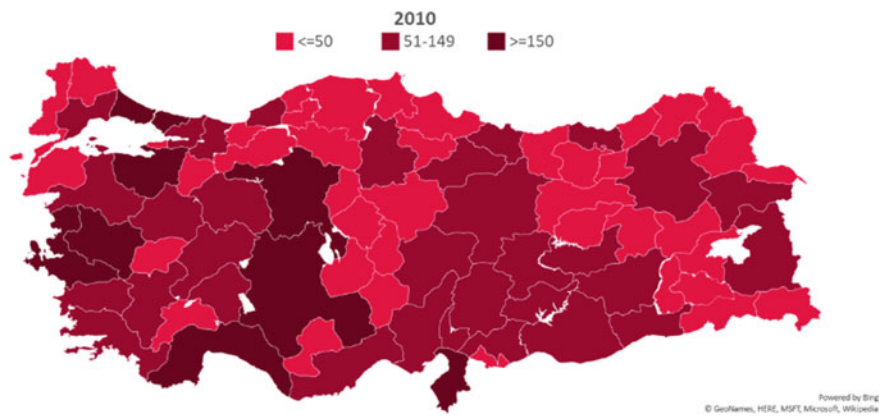 2010
<=50 51-149 >=150
Powered by Bing
© GeoNames, HERE, MSFT, Microsoft, Wikipedia